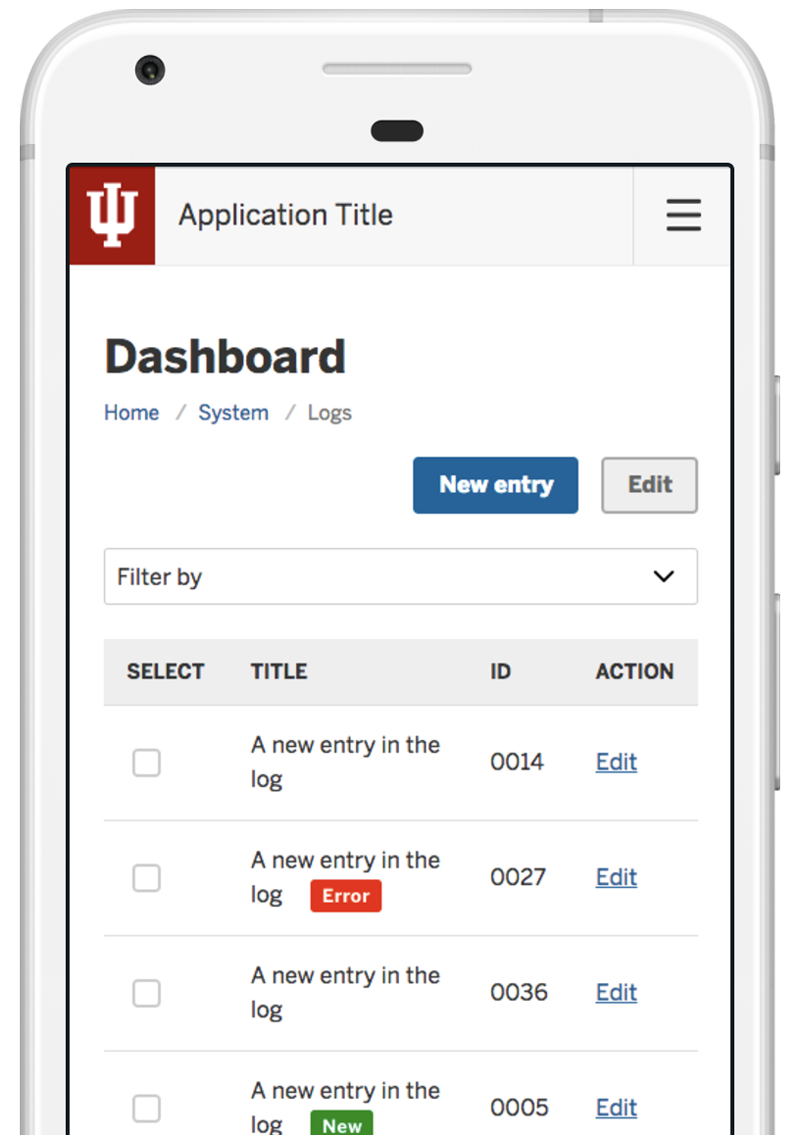 Application Title
Dashboard
Home / System / Logs
New entry Edit
Filter by
SELECT TITLE ID ACTION
A new entry in the
log 0014 Edit
A new entry in the
log Error 0027 Edit
A new entry in the
log 0036 Edit
A new entry in the
log New 0005 Edit